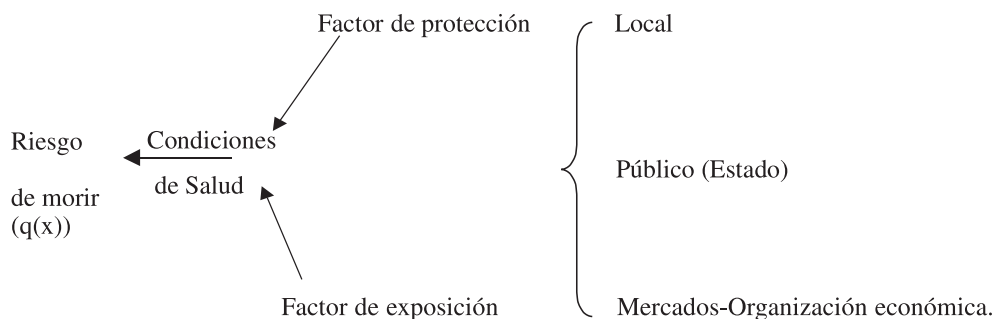 Factor de protección
Local
Riesgo
Condiciones
de morir
(q(x))
de Salud
Público (Estado)
Factor de exposición
Mercados-Organización económica.